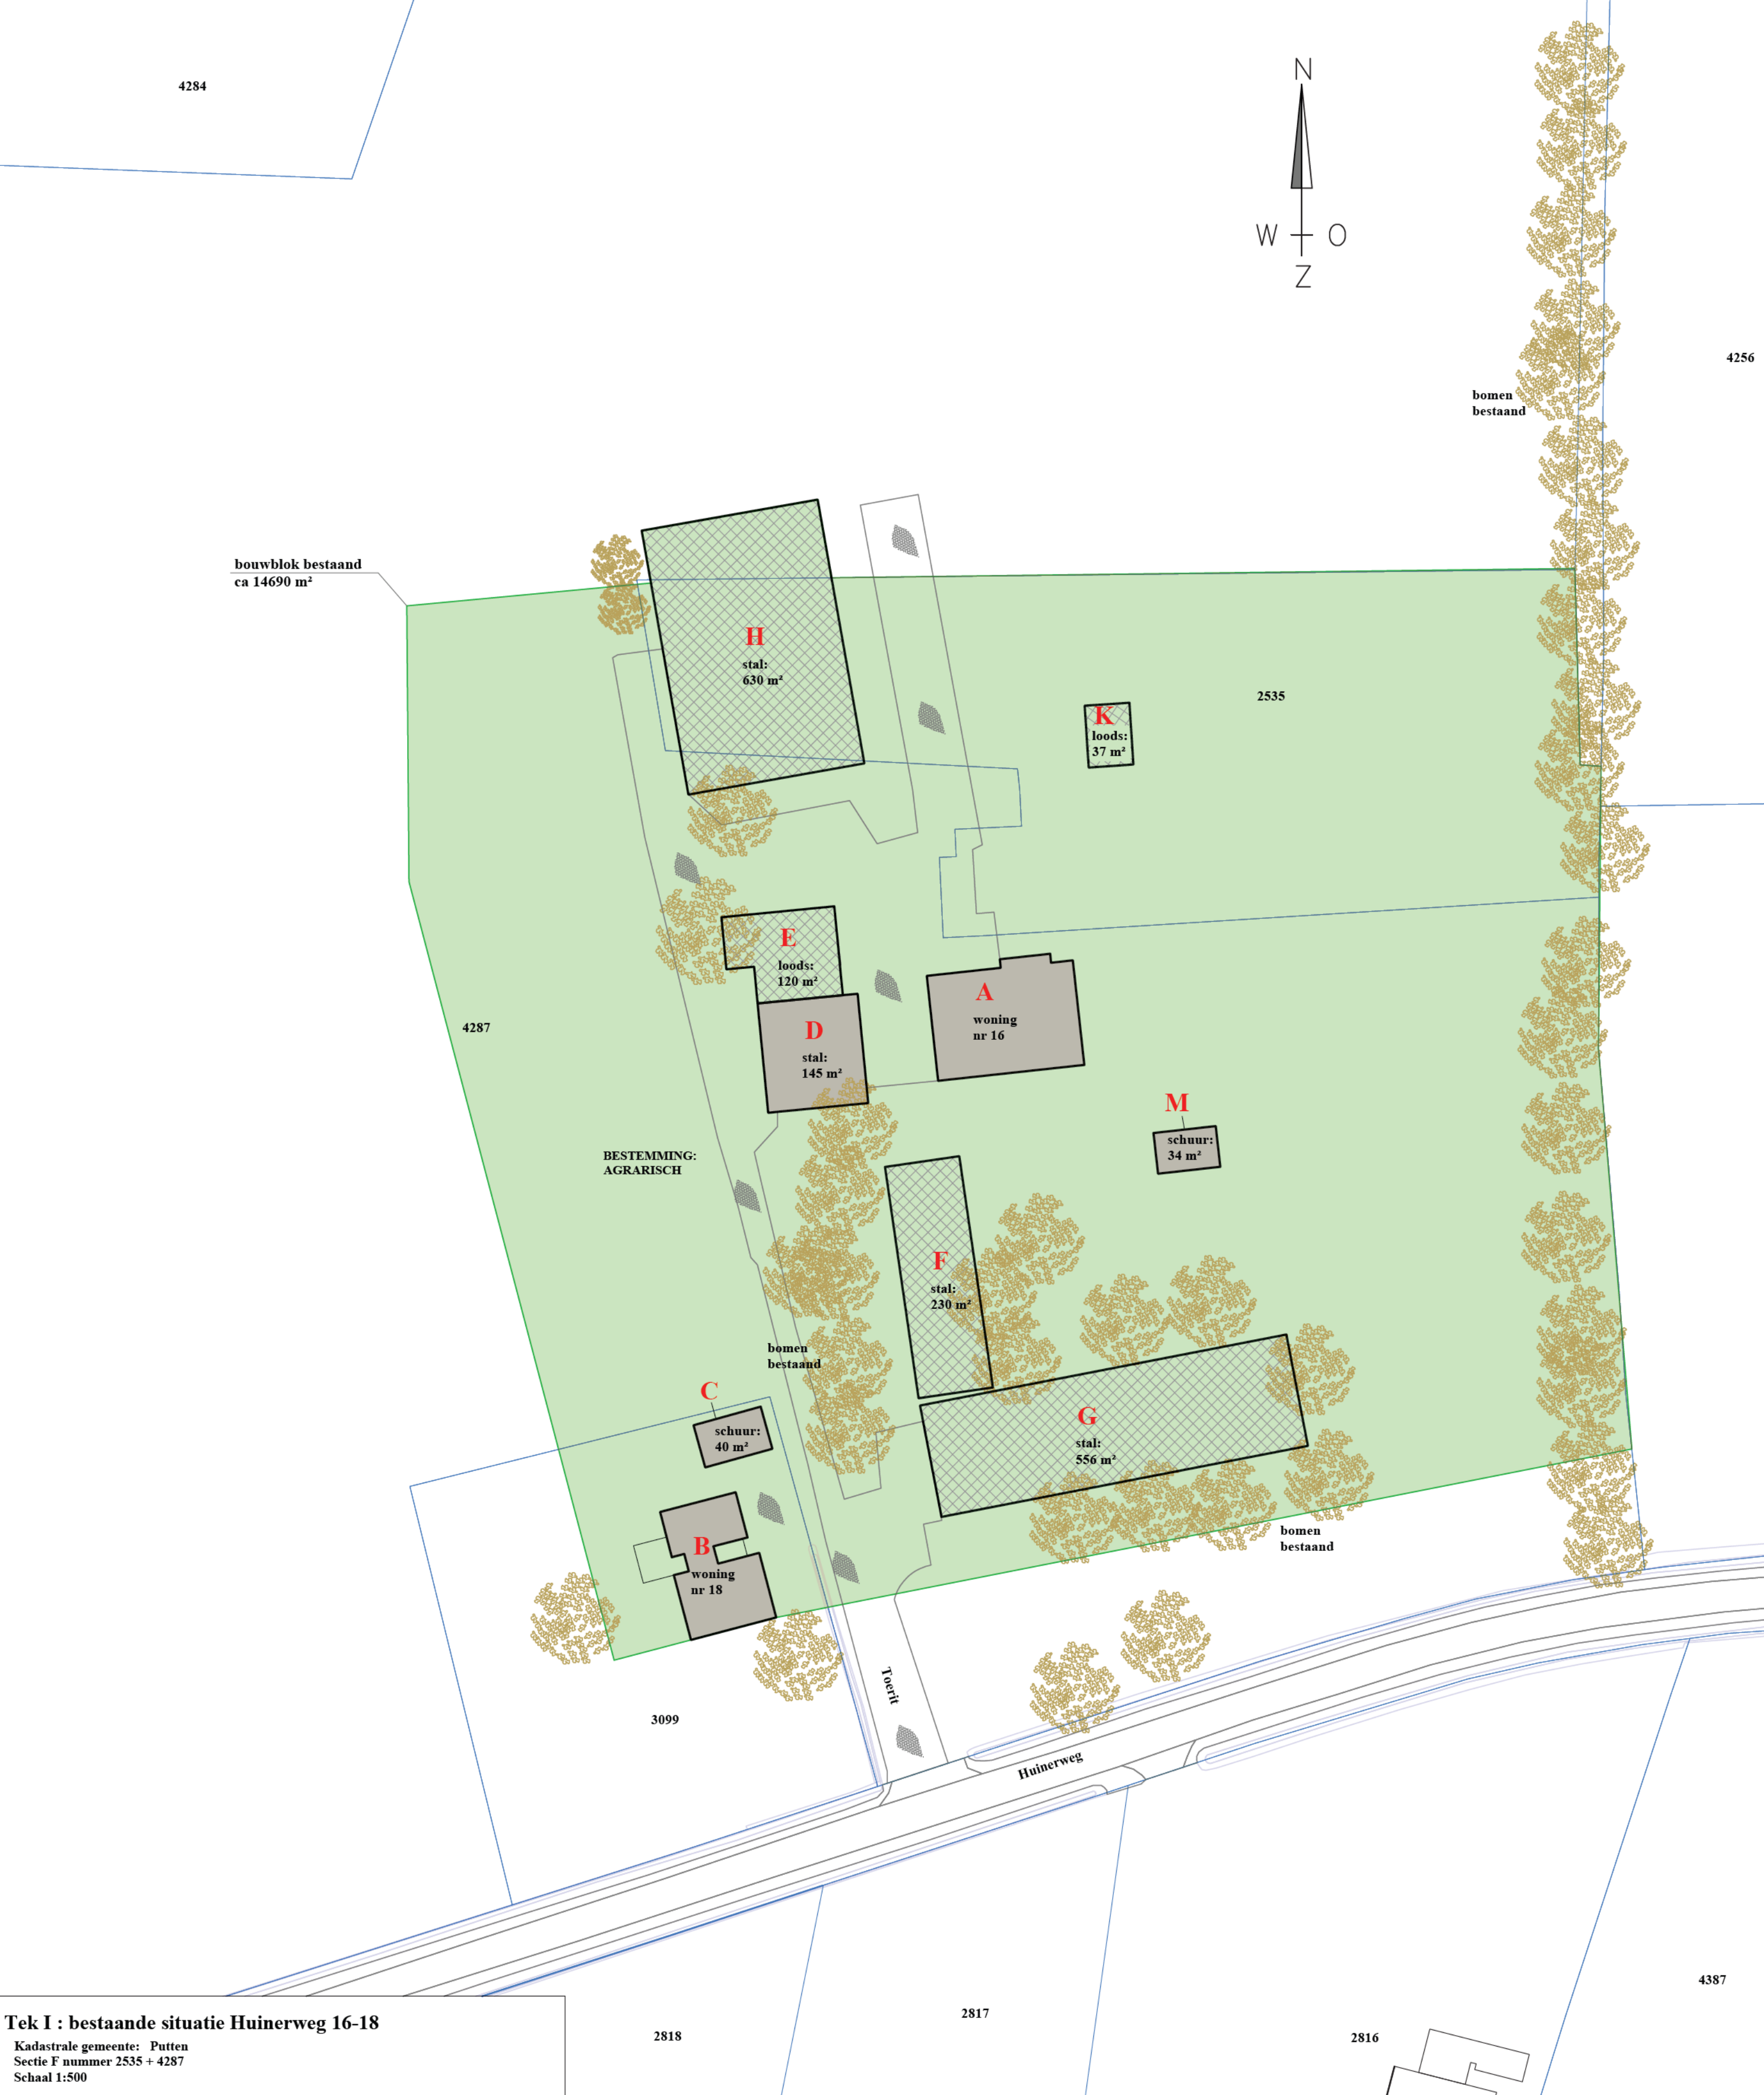 4284
N
W O
Z
4256
bomen
bestaand
bouwblok bestaand
ca 14690 m²
H
stal:
630 m²
2535
K
loods:
37 m²
E
loods:
120 m²
A
woning
nr 16
4287
D
stal:
145 m²
M
schuur:
34 m²
BESTEMMING:
AGRARISCH
F
stal:
230 m²
bomen
bestaand
C
schuur:
40 m²
G
stal:
556 m²
B
woning
nr 18
bomen
bestaand
Toerit
3099
Huinerweg
4387
2817
2818
2816
Tek I : bestaande situatie Huinerweg 16-18
Kadastrale gemeente: Putten
Sectie F nummer 2535 + 4287
Schaal 1:500